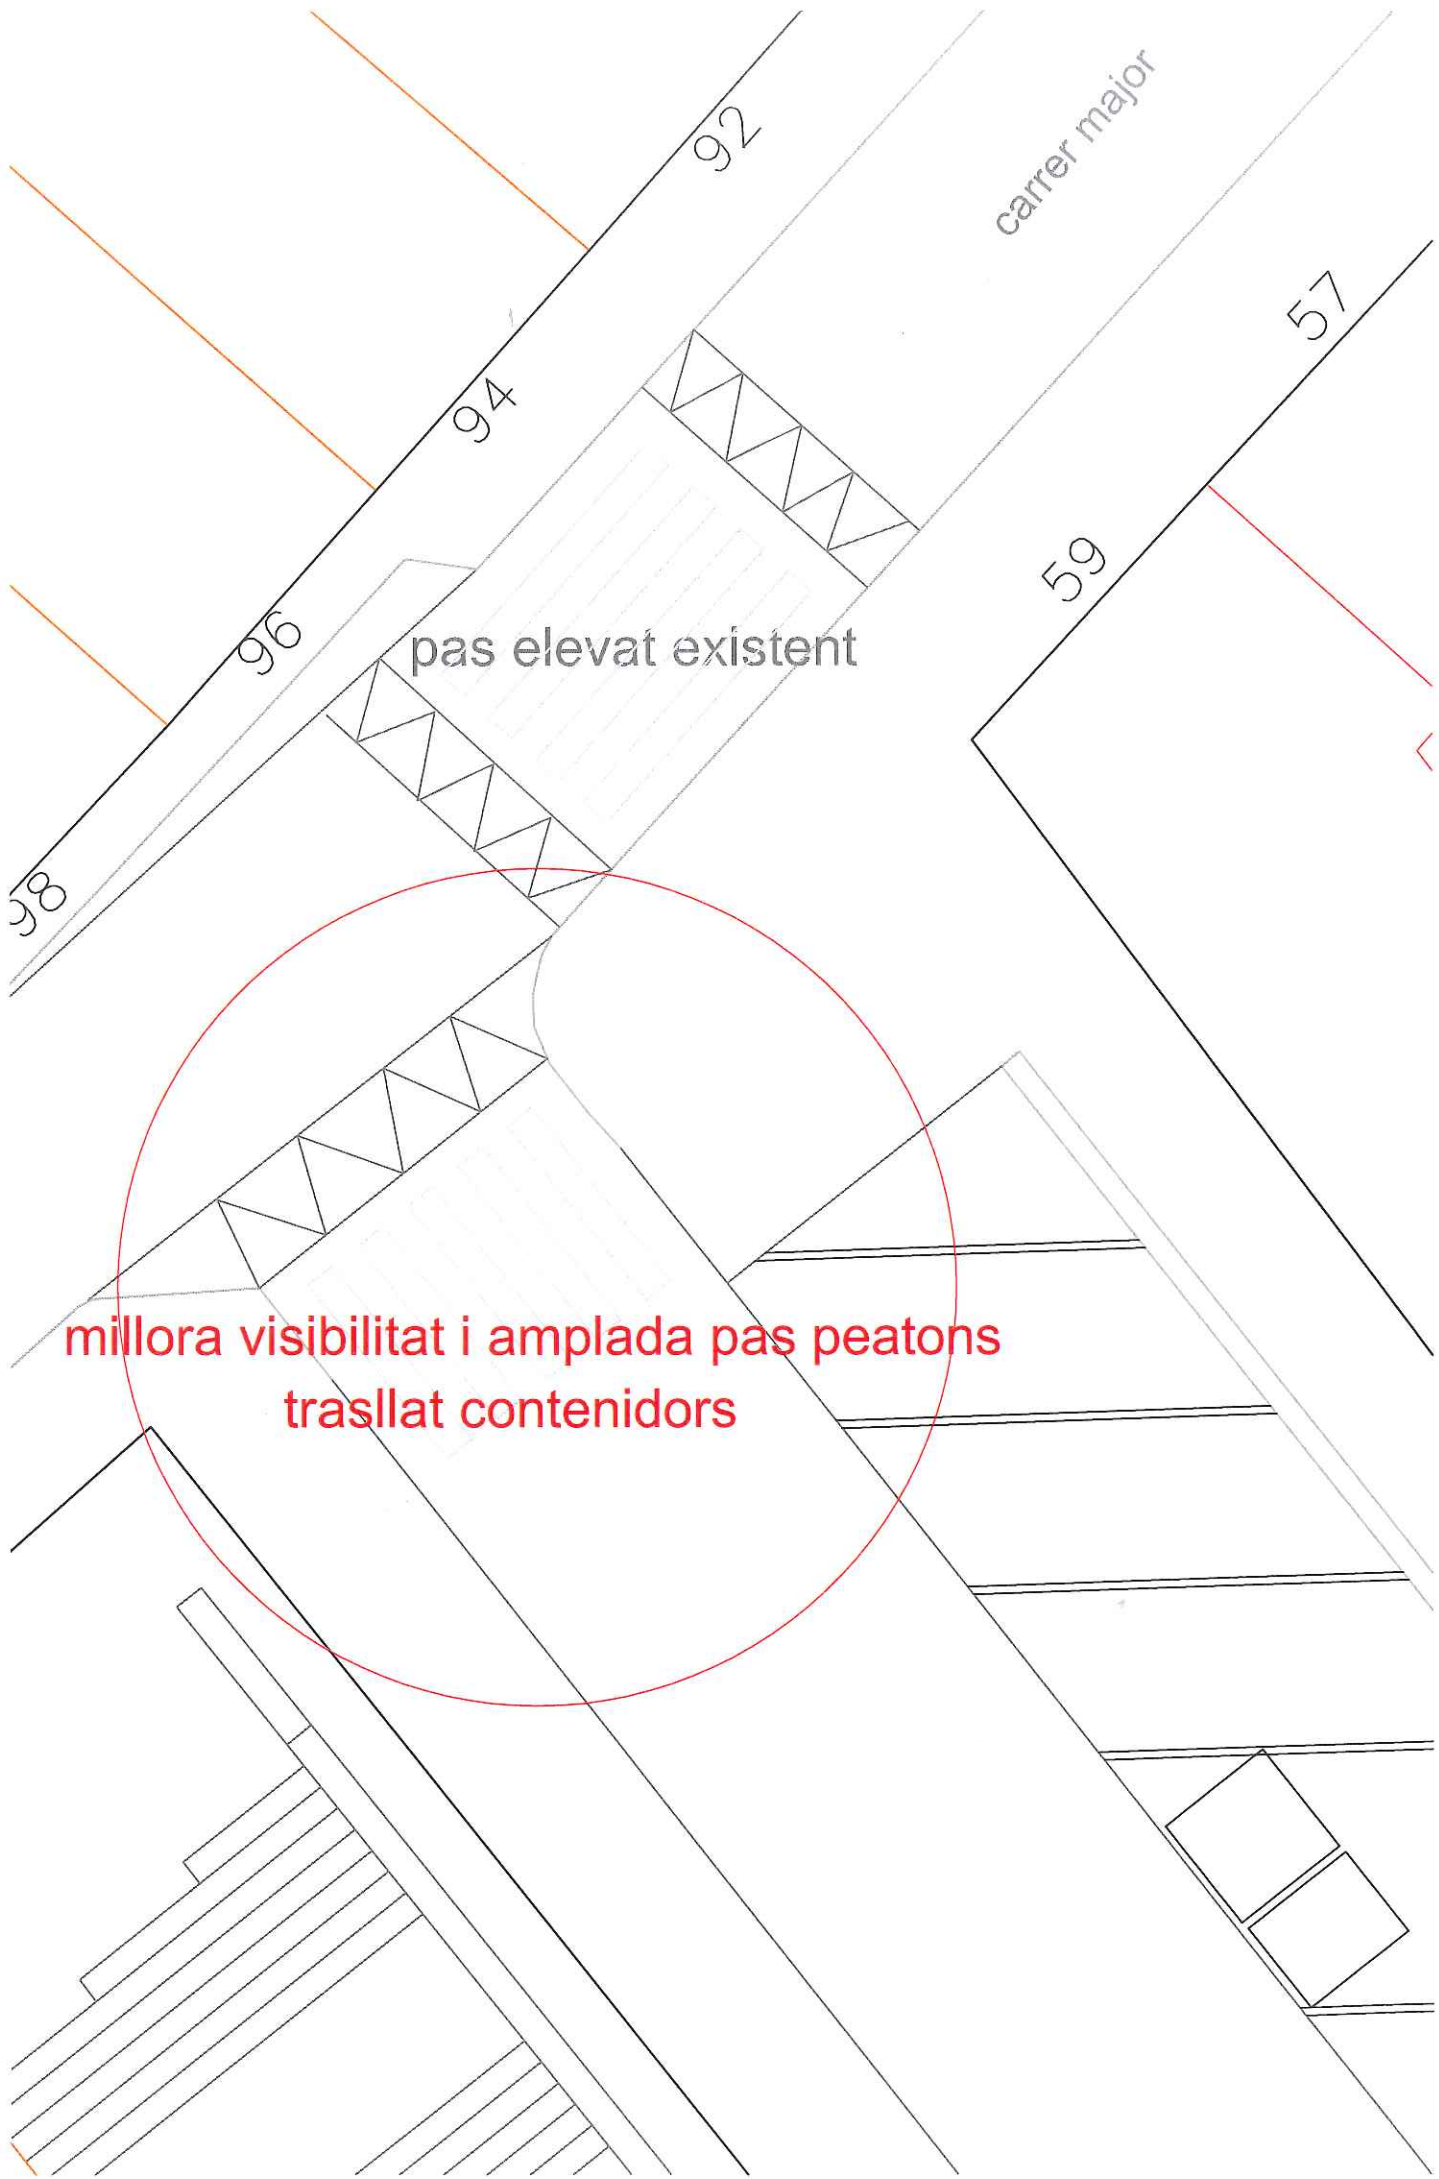 92
carrer major
57
94
59
96
pas elevat existent
98
millora visibilitat i amplada pas peatons
trasllat contenidors